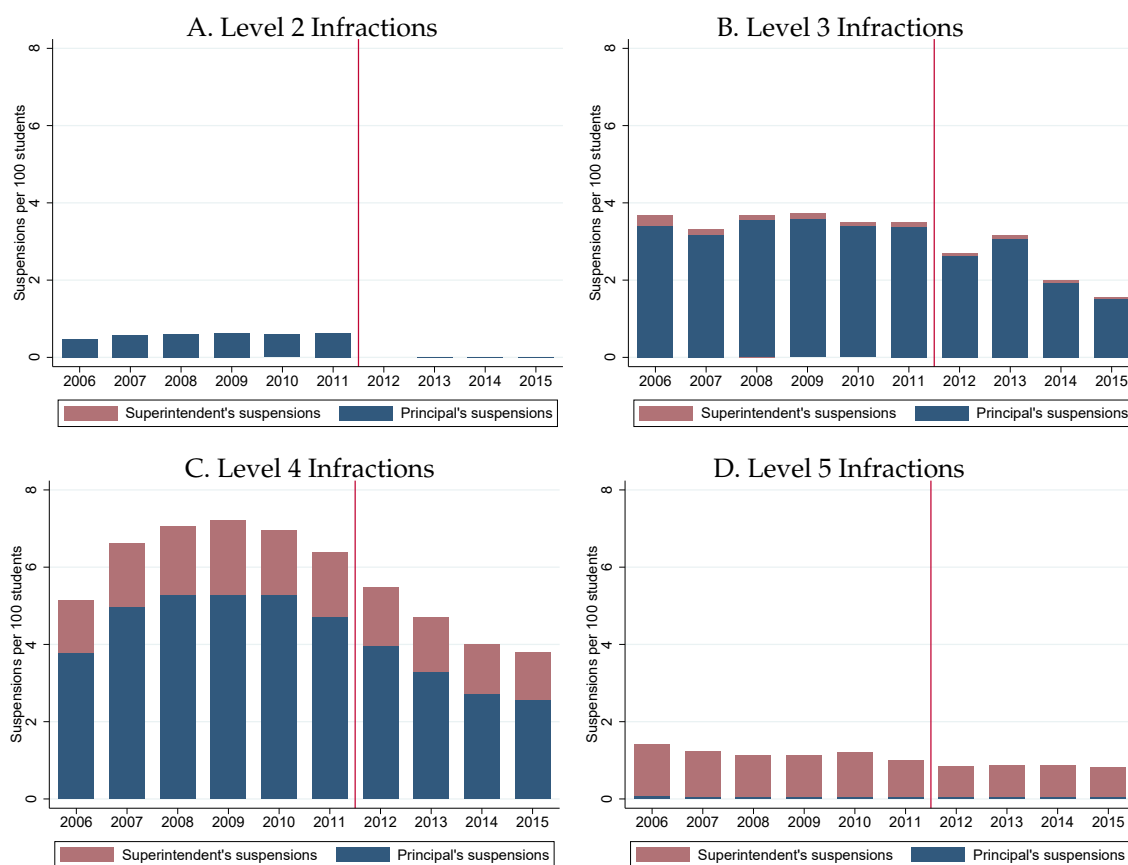 A. Level 2 Infractions
Suspensions per 100 students
8
6
4
2
0
2006 2007 2008 2009 2010 2011 2012 2013 2014 2015
Superintendent's suspensions Principal's suspensions
B. Level 3 Infractions
Suspensions per 100 students
8
6
4
2
0
2006 2007 2008 2009 2010 2011 2012 2013 2014 2015
Superintendent's suspensions Principal's suspensions
C. Level 4 Infractions
Suspensions per 100 students
8
6
4
2
0
2006 2007 2008 2009 2010 2011 2012 2013 2014 2015
Superintendent's suspensions Principal's suspensions
D. Level 5 Infractions
Suspensions per 100 students
8
6
4
2
0
2006 2007 2008 2009 2010 2011 2012 2013 2014 2015
Superintendent's suspensions Principal's suspensions